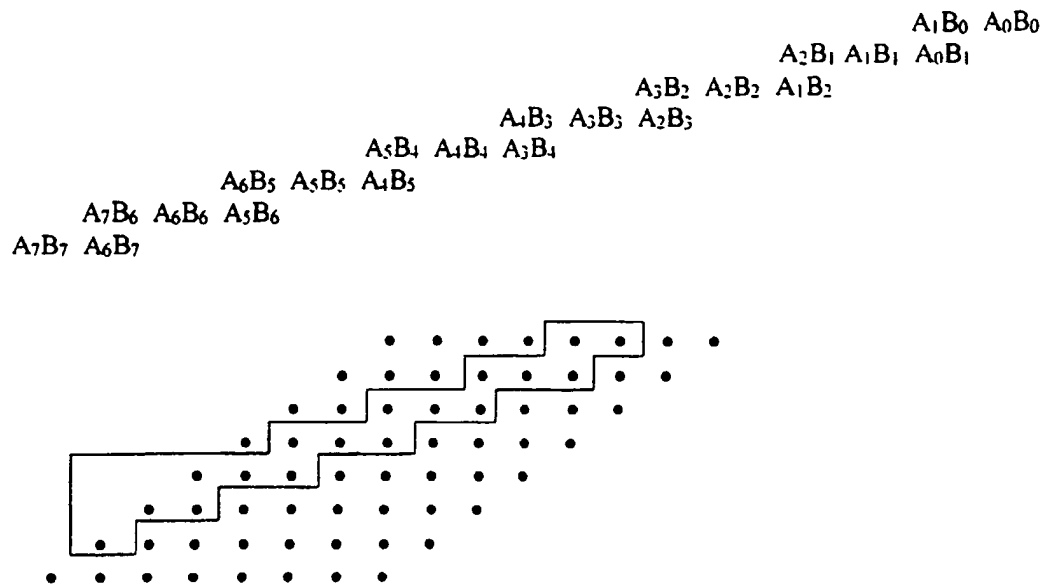 A₁B₀ A₀B₀
A₂B₁ A₁B₁ A₀B₁
A₃B₂ A₂B₂ A₁B₂
A₄B₃ A₃B₃ A₂B₃
A₅B₄ A₄B₄ A₃B₄
A₆B₅ A₅B₅ A₄B₅
A₇B₆ A₆B₆ A₅B₆
A₇B₇ A₆B₇